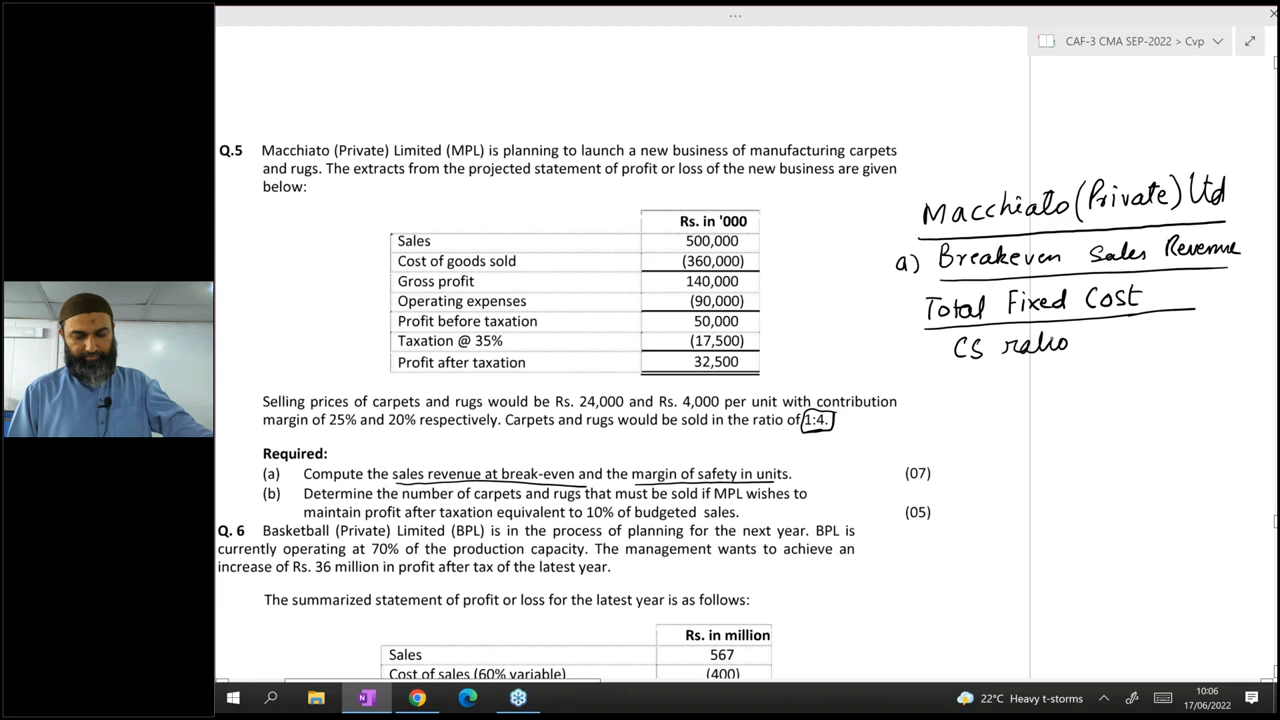 ...
CAF-3 CMA SEP-2022 > Cvp
Q.5 Macchiato (Private) Limited (MPL) is planning to launch a new business of manufacturing carpets
and rugs. The extracts from the projected statement of profit or loss of the new business are given
below:
Rs. in '000
Sales 500,000
Cost of goods sold (360,000)
Gross profit 140,000
Operating expenses (90,000)
Profit before taxation 50,000
Taxation @ 35% (17,500)
Profit after taxation 32,500
Selling prices of carpets and rugs would be Rs. 24,000 and Rs. 4,000 per unit with contribution
margin of 25% and 20% respectively. Carpets and rugs would be sold in the ratio of 1:4.
Required:
(a) Compute the sales revenue at break-even and the margin of safety in units. (07)
(b) Determine the number of carpets and rugs that must be sold if MPL wishes to
maintain profit after taxation equivalent to 10% of budgeted sales. (05)
Q. 6 Basketball (Private) Limited (BPL) is in the process of planning for the next year. BPL is
currently operating at 70% of the production capacity. The management wants to achieve an
increase of Rs. 36 million in profit after tax of the latest year.
The summarized statement of profit or loss for the latest year is as follows:
Rs. in million
Sales 567
Cost of sales (60% variable) (400)
Macchiato (Private) Ltd
a) Breakeven Sales Revenue
Total Fixed Cost
CS ratio
22°C Heavy t-storms
10:06
17/06/2022